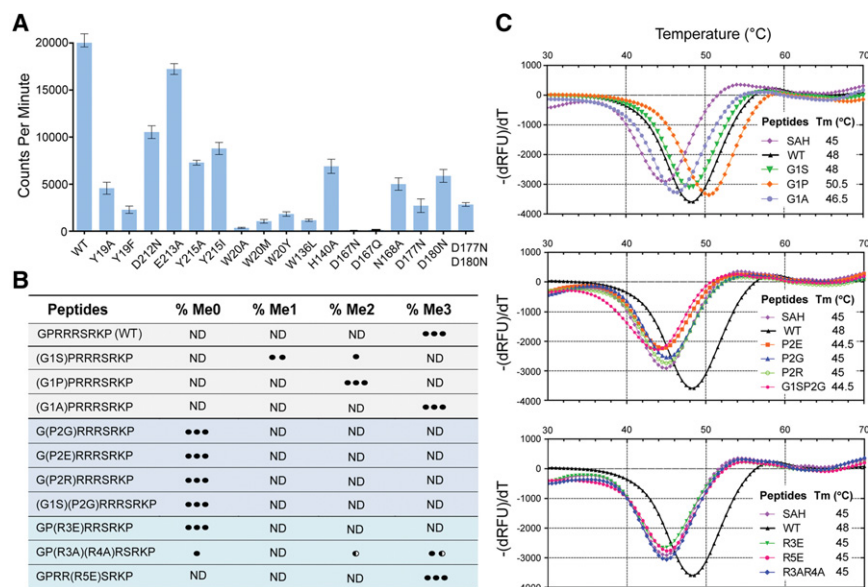 A
Counts Per Minute
20000
15000
10000
5000
0
WT
Y19A
Y19F
D212N
E213A
Y215A
Y215I
W20A
W20M
W20Y
W136L
H140A
D167N
D167Q
N168A
D177N
D180N
D177N
D180N
B
Peptides % Me0 % Me1 % Me2 % Me3
GPRRRSRKP (WT) ND ND ND ●●●
(G1S)PRRRSRKP ND ●● ● ND
(G1P)PRRRSRKP ND ND ●●● ND
(G1A)PRRRSRKP ND ND ND ●●●
G(P2G)RRRSRKP ●●● ND ND ND
G(P2E)RRRSRKP ●●● ND ND ND
G(P2R)RRRSRKP ●●● ND ND ND
(G1S)(P2G)RRRSRKP ●●● ND ND ND
GP(R3E)RRSRKP ●●● ND ND ND
GP(R3A)(R4A)RSRKP ● ND ◐ ●◐
GPRR(R5E)SRKP ND ND ND ●●●
C
Temperature (°C)
30 40 50 60 70
-(dRFU)/dT
1000
0
-1000
-2000
-3000
-4000
Peptides Tm (°C)
SAH 45
WT 48
G1S 48
G1P 50.5
G1A 46.5
30 40 50 60 70
-(dRFU)/dT
1000
0
-1000
-2000
-3000
-4000
Peptides Tm (°C)
SAH 45
WT 48
P2E 44.5
P2G 45
P2R 45
G1SP2G 44.5
30 40 50 60 70
-(dRFU)/dT
1000
0
-1000
-2000
-3000
-4000
Peptides Tm (°C)
SAH 45
WT 48
R3E 45
R5E 45
R3AR4A 45